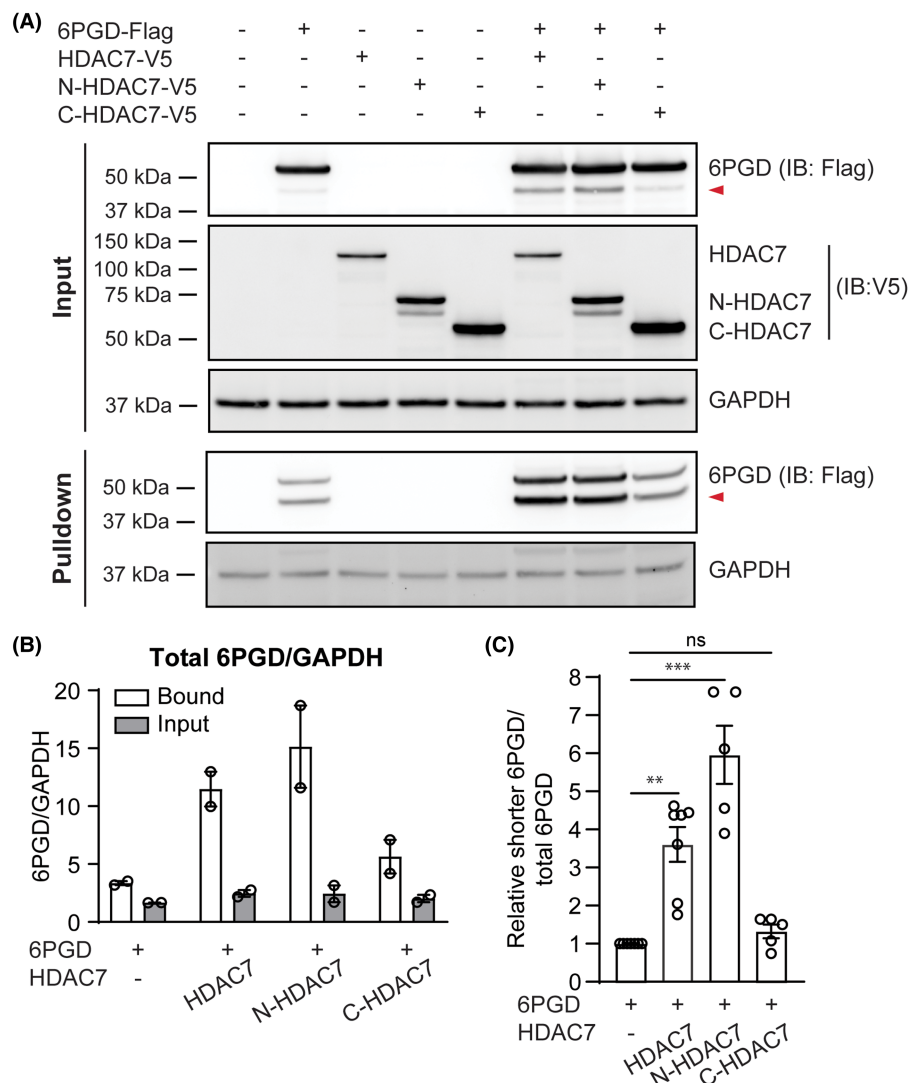 (A)
6PGD-Flag - + - - - + + +
HDAC7-V5 - - + - - + - -
N-HDAC7-V5 - - - + - - + -
C-HDAC7-V5 - - - - + - - +
Input
50 kDa
37 kDa
6PGD (IB: Flag)
150 kDa
100 kDa
75 kDa
50 kDa
HDAC7
N-HDAC7
C-HDAC7
(IB:V5)
37 kDa
GAPDH
Pulldown
50 kDa
37 kDa
6PGD (IB: Flag)
37 kDa
GAPDH
(B)
Total 6PGD/GAPDH
6PGD/GAPDH
20
15
10
5
0
Bound
Input
6PGD + + + +
HDAC7 - HDAC7 N-HDAC7 C-HDAC7
(C)
Relative shorter 6PGD/
total 6PGD
8
7
6
5
4
3
2
1
0
ns
***
**
6PGD + + + +
HDAC7 - HDAC7 N-HDAC7 C-HDAC7